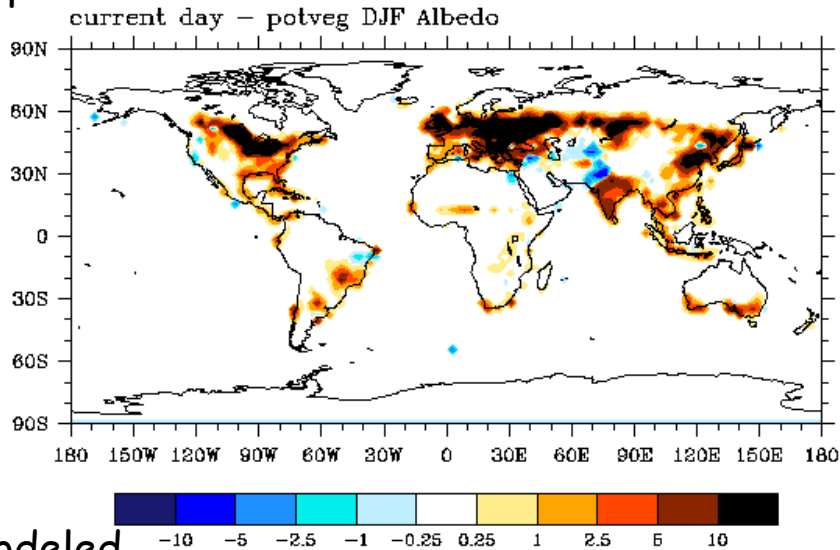 current day – potveg DJF Albedo
90N
60N
30N
0
30S
60S
90S
180 150W 120W 90W 60W 30W 0 30E 60E 90E 120E 150E 180
-10 -5 -2.5 -1 -0.25 0.25 1 2.5 5 10